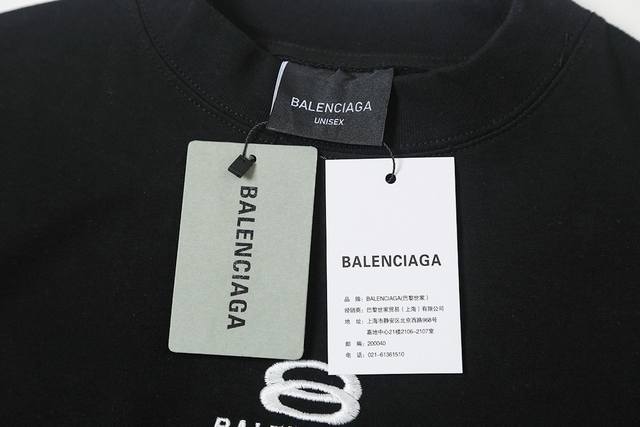 BALENCIAGA
UNISEX
BALENCIAGA
BALENCIAGA
品 牌：BALENCIAGA(巴黎世家)
经销商：巴黎世家贸易（上海）有限公司
地 址：上海市静安区北京西路968号
嘉地中心21楼2106-2107室
邮 编：200040
电 话：021-61361510